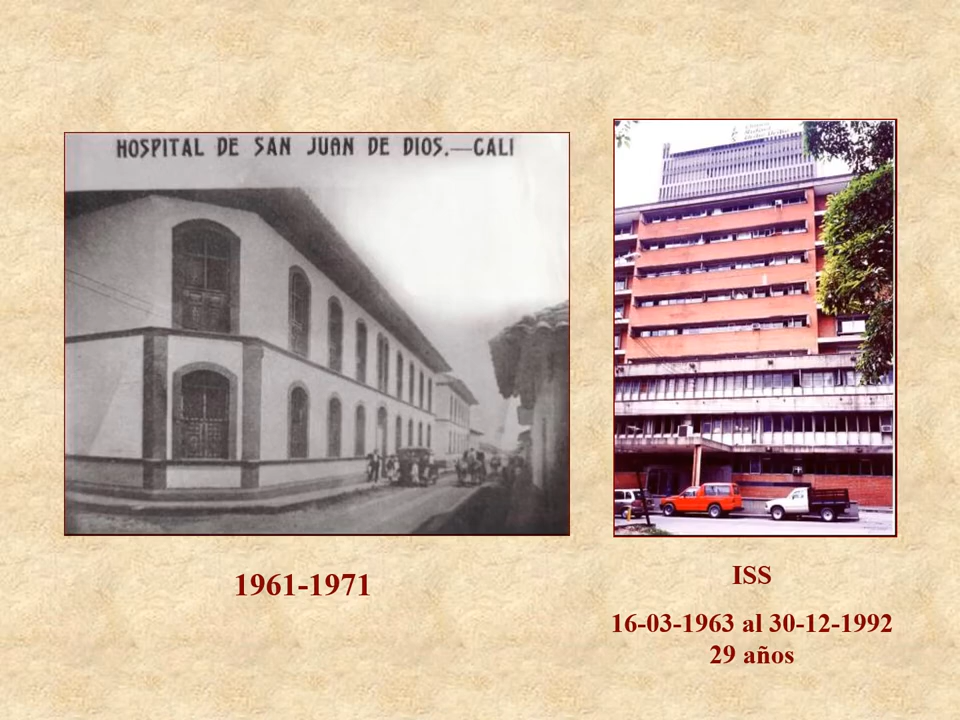 HOSPITAL DE SAN JUAN DE DIOS.—CALI
1961-1971
ISS
16-03-1963 al 30-12-1992
29 años